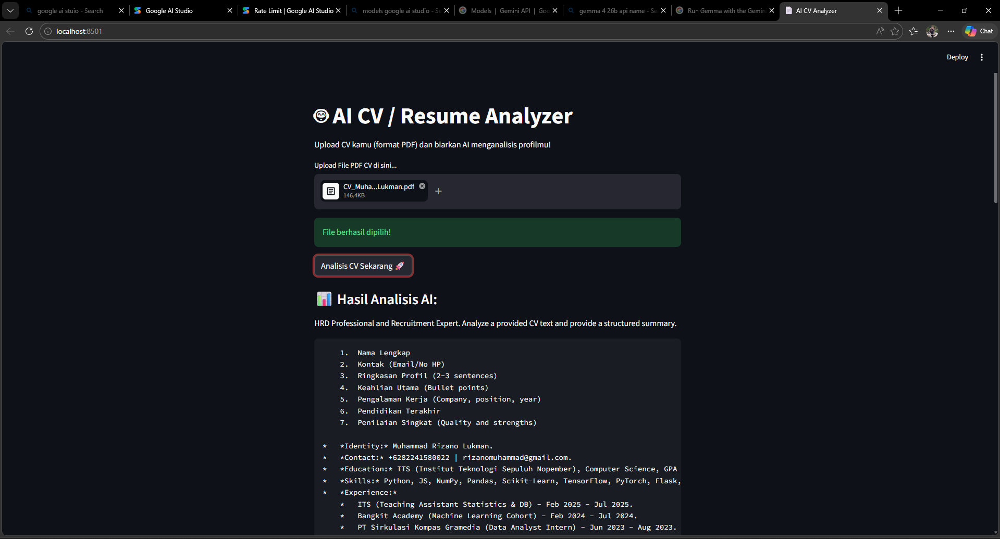 google ai stuio - Search
Google AI Studio
Rate Limit | Google AI Studio
models google ai studio - Se
Models | Gemini API | Goo
gemma 4 26b api name - Se
Run Gemma with the Gemin
AI CV Analyzer
localhost:8501
Chat
Deploy
AI CV / Resume Analyzer
Upload CV kamu (format PDF) dan biarkan AI menganalisis profilmu!
Upload File PDF CV di sini...
CV_Muha...Lukman.pdf
146.4KB
File berhasil dipilih!
Analisis CV Sekarang 🚀
📊 Hasil Analisis AI:
HRD Professional and Recruitment Expert. Analyze a provided CV text and provide a structured summary.
1. Nama Lengkap
2. Kontak (Email/No HP)
3. Ringkasan Profil (2-3 sentences)
4. Keahlian Utama (Bullet points)
5. Pengalaman Kerja (Company, position, year)
6. Pendidikan Terakhir
7. Penilaian Singkat (Quality and strengths)
* *Identity:* Muhammad Rizano Lukman.
* *Contact:* +6282241580022 | rizanomuhammad@gmail.com.
* *Education:* ITS (Institut Teknologi Sepuluh Nopember), Computer Science, GPA
* *Skills:* Python, JS, NumPy, Pandas, Scikit-Learn, TensorFlow, PyTorch, Flask,
* *Experience:*
* ITS (Teaching Assistant Statistics & DB) - Feb 2025 - Jul 2025.
* Bangkit Academy (Machine Learning Cohort) - Feb 2024 - Jul 2024.
* PT Sirkulasi Kompas Gramedia (Data Analyst Intern) - Jun 2023 - Aug 2023.